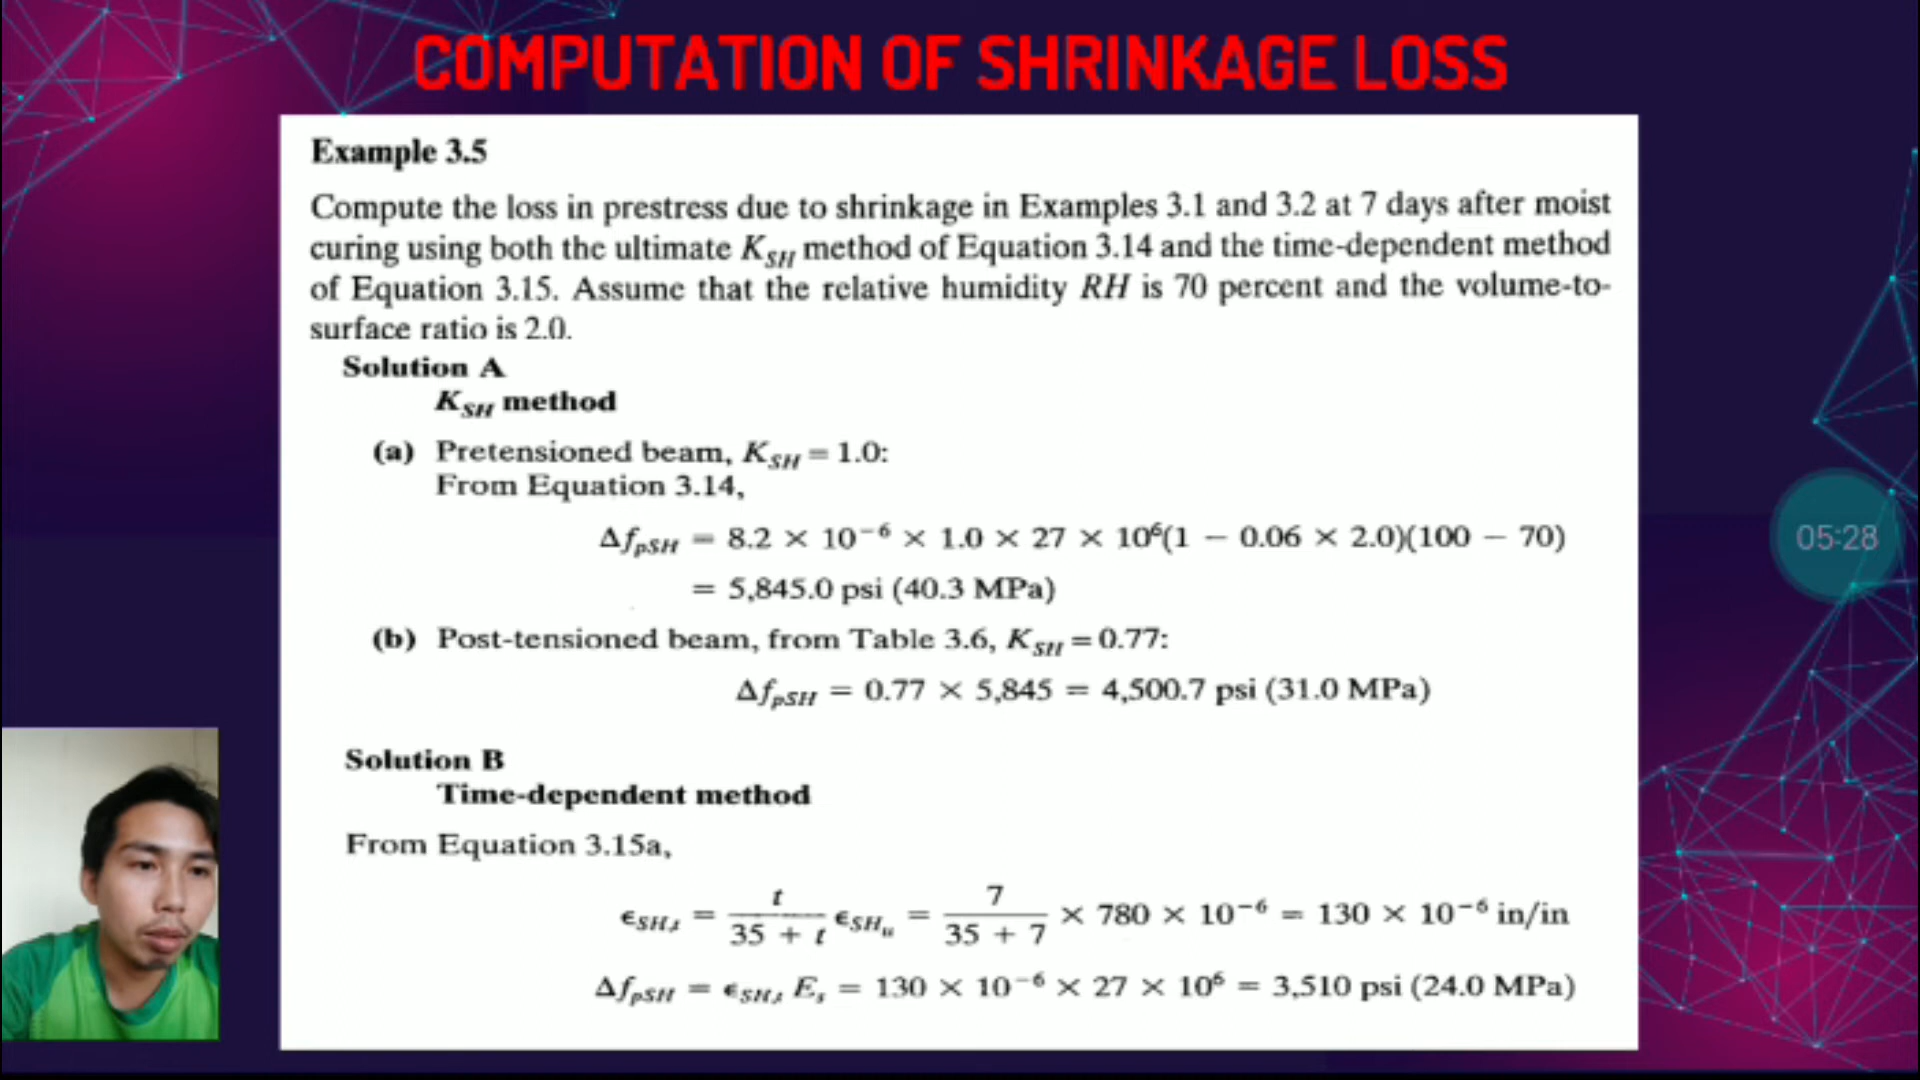 COMPUTATION OF SHRINKAGE LOSS
Example 3.5
Compute the loss in prestress due to shrinkage in Examples 3.1 and 3.2 at 7 days after moist
curing using both the ultimate K_SH method of Equation 3.14 and the time-dependent method
of Equation 3.15. Assume that the relative humidity RH is 70 percent and the volume-to-
surface ratio is 2.0.
Solution A
K_SH method
(a) Pretensioned beam, K_SH = 1.0:
From Equation 3.14,
Δf_pSH = 8.2 × 10⁻⁶ × 1.0 × 27 × 10⁶(1 − 0.06 × 2.0)(100 − 70)
= 5,845.0 psi (40.3 MPa)
05:28
(b) Post-tensioned beam, from Table 3.6, K_SH = 0.77:
Δf_pSH = 0.77 × 5,845 = 4,500.7 psi (31.0 MPa)
Solution B
Time-dependent method
From Equation 3.15a,
ϵ_SH,t = t / (35 + t) ϵ_SH_u = 7 / (35 + 7) × 780 × 10⁻⁶ = 130 × 10⁻⁶ in/in
Δf_pSH = ϵ_SH,t E_s = 130 × 10⁻⁶ × 27 × 10⁶ = 3,510 psi (24.0 MPa)